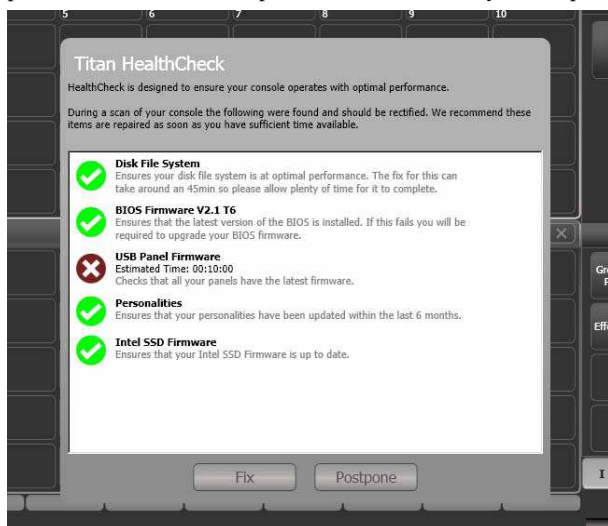 5 6 7 8 9 10
Titan HealthCheck
HealthCheck is designed to ensure your console operates with optimal performance.
During a scan of your console the following were found and should be rectified. We recommend these
items are repaired as soon as you have sufficient time available.
Disk File System
Ensures your disk file system is at optimal performance. The fix for this can
take around an 45min so please allow plenty of time for it to complete.
BIOS Firmware V2.1 T6
Ensures that the latest version of the BIOS is installed. If this fails you will be
required to upgrade your BIOS firmware.
USB Panel Firmware
Estimated Time: 00:10:00
Checks that all your panels have the latest firmware.
Personalities
Ensures that your personalities have been updated within the last 6 months.
Intel SSD Firmware
Ensures that your Intel SSD Firmware is up to date.
Fix Postpone